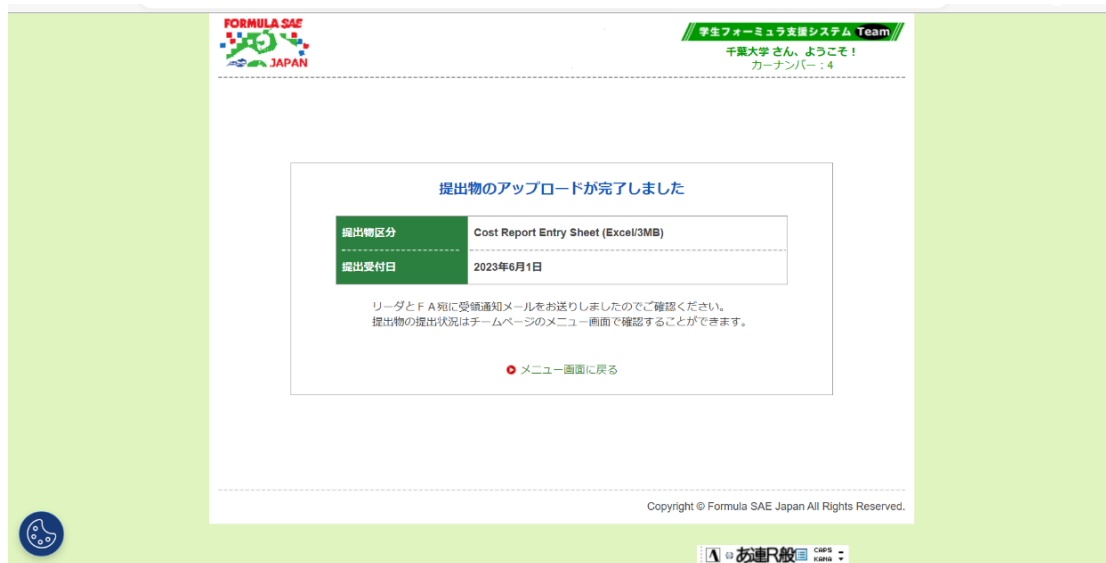 FORMULA SAE
JAPAN
学生フォーミュラ支援システム Team
千葉大学 さん、ようこそ!
カーナンバー:4
提出物のアップロードが完了しました
提出物区分 Cost Report Entry Sheet (Excel/3MB)
提出受付日 2023年6月1日
リーダとFA宛に受領通知メールをお送りしましたのでご確認ください。
提出物の提出状況はチームページのメニュー画面で確認することができます。
メニュー画面に戻る
Copyright © Formula SAE Japan All Rights Reserved.
A あ連R般 CAPS
KANA